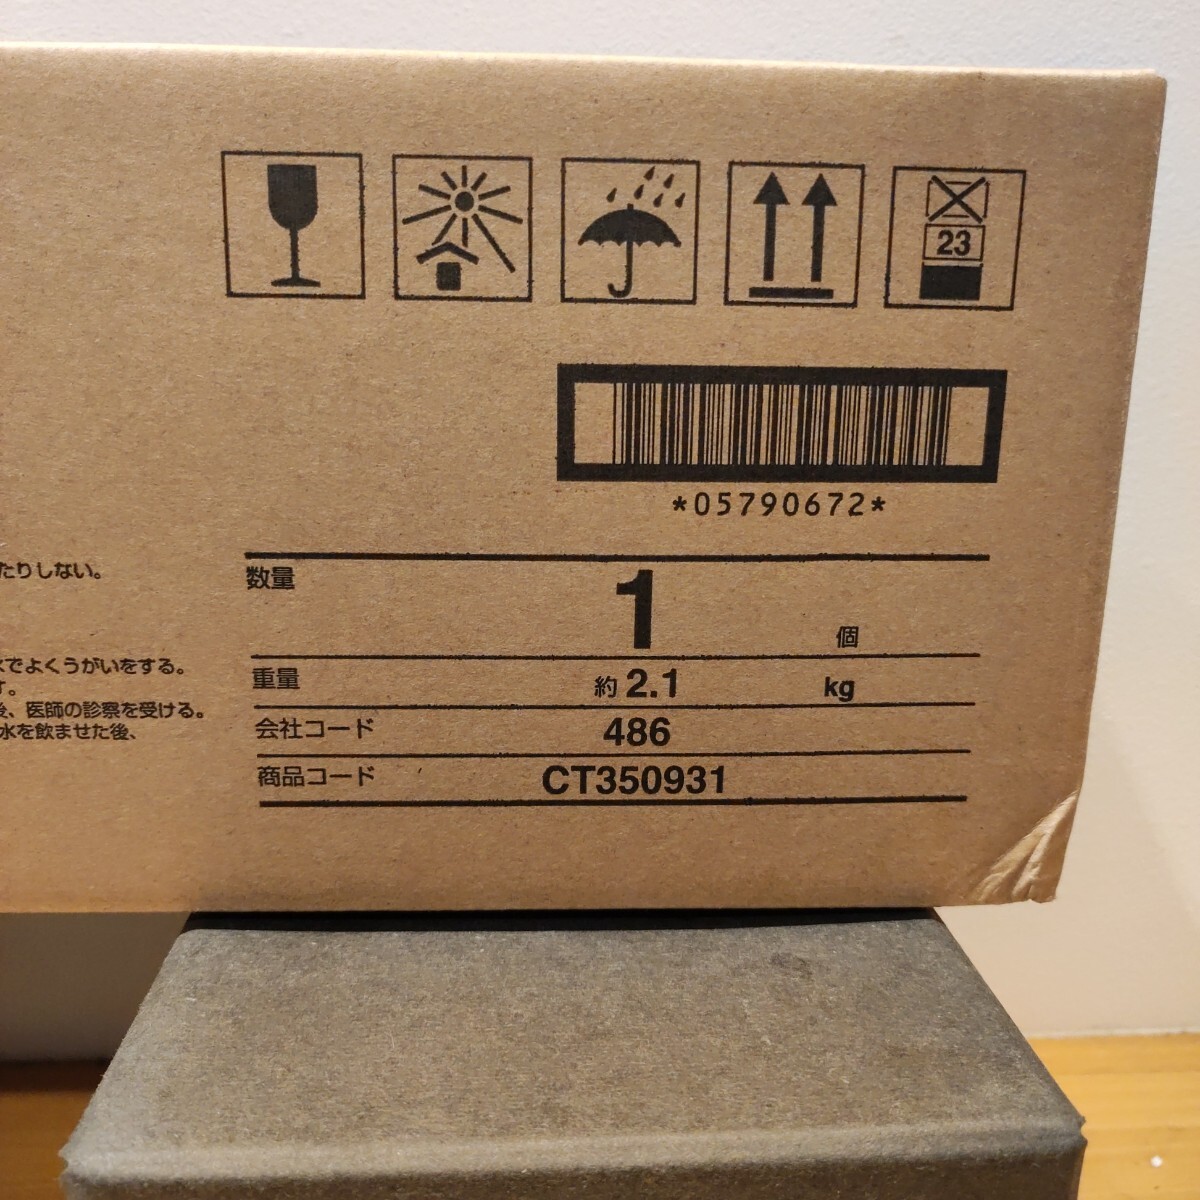 23
*05790672*
たりしない。
でよくうがいをする。
す。
後、医師の診察を受ける。
水を飲ませた後、
数量 1 個
重量 約 2.1 kg
会社コード 486
商品コード CT350931